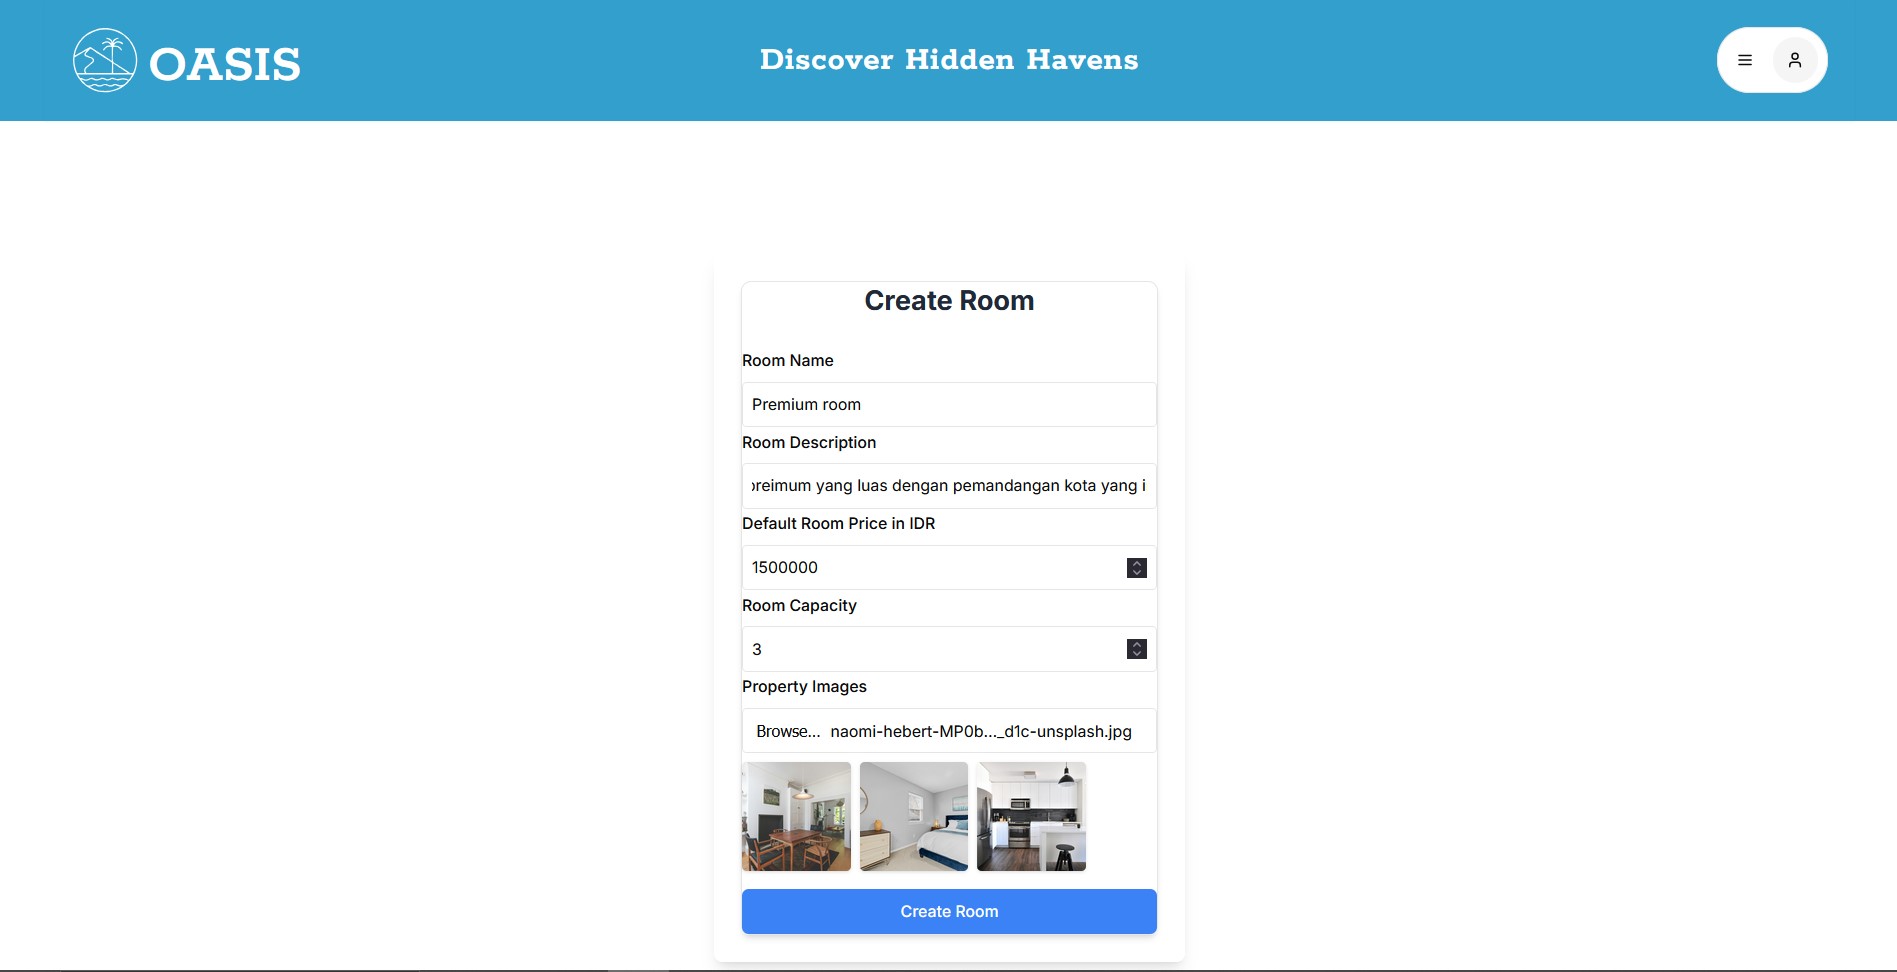 OASIS
Discover Hidden Havens
Create Room
Room Name
Premium room
Room Description
preimum yang luas dengan pemandangan kota yang i
Default Room Price in IDR
1500000
Room Capacity
3
Property Images
Browse... naomi-hebert-MP0b..._d1c-unsplash.jpg
Create Room